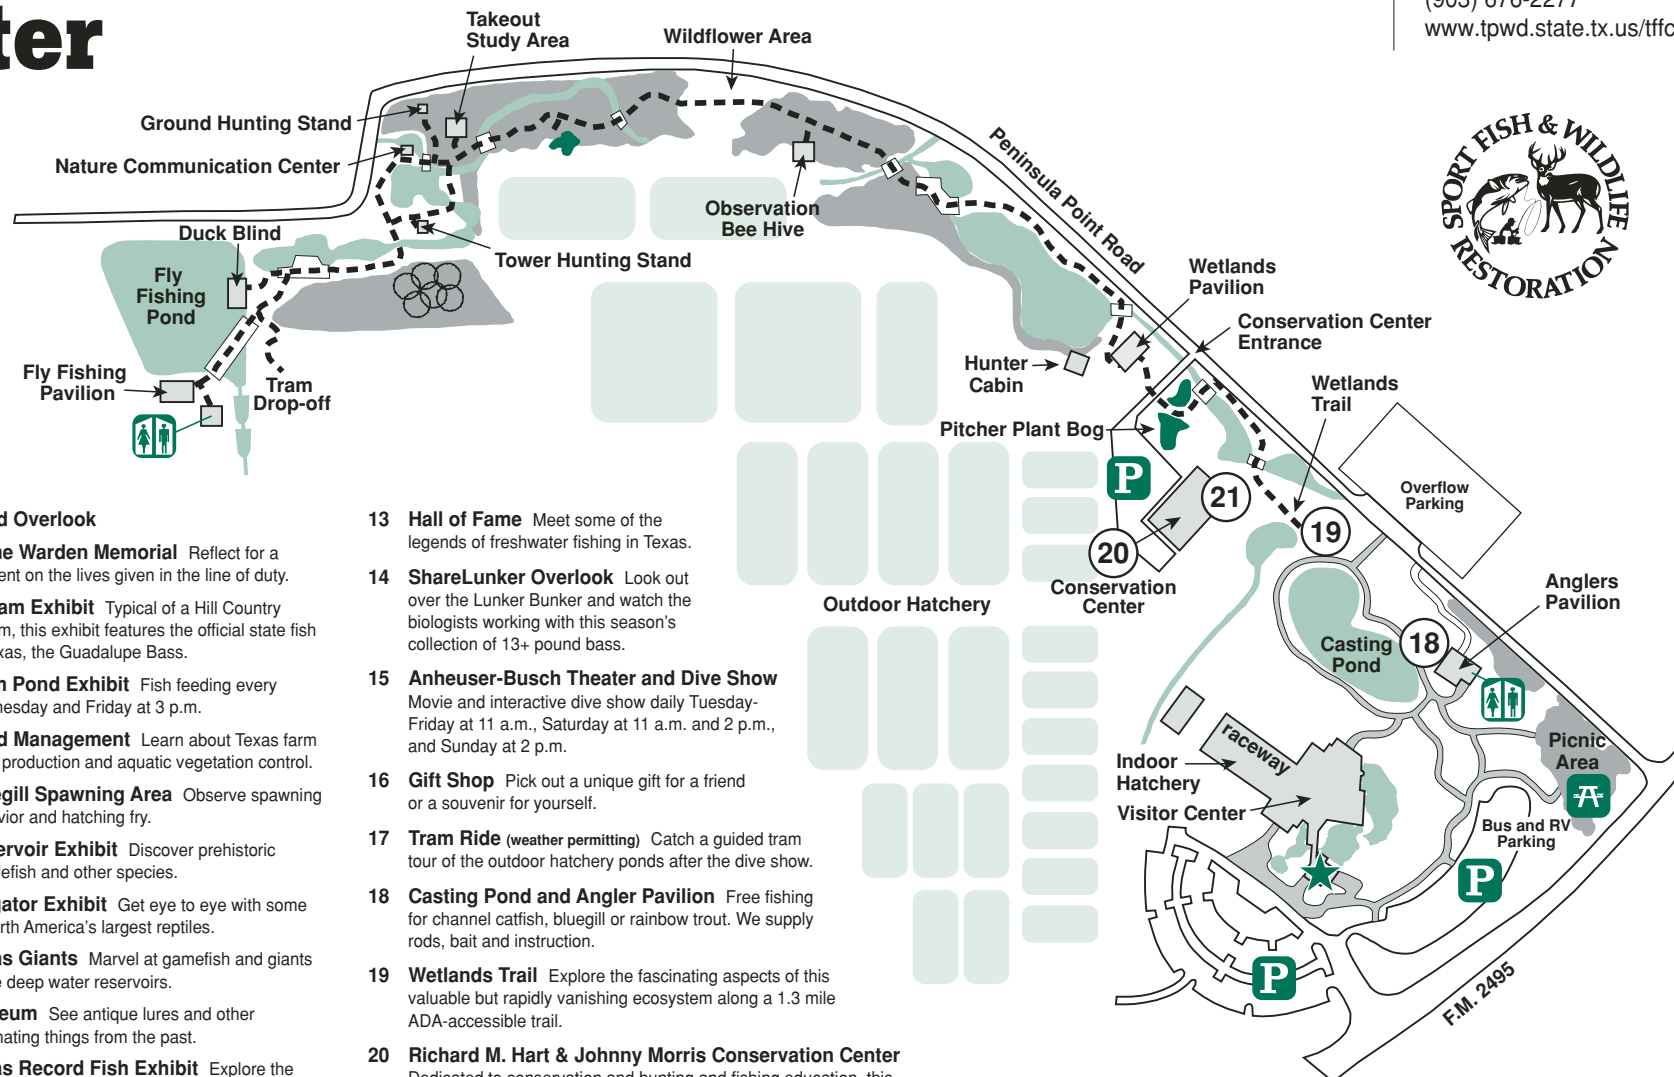 ter
(903) 676-2277
www.tpwd.state.tx.us/tffc
SPORT FISH & WILDLIFE
RESTORATION
Takeout
Study Area
Wildflower Area
Ground Hunting Stand
Nature Communication Center
Duck Blind
Fly
Fishing
Pond
Fly Fishing
Pavilion
Tram
Drop-off
Tower Hunting Stand
Observation
Bee Hive
Peninsula Point Road
Wetlands
Pavilion
Conservation Center
Entrance
Hunter
Cabin
Wetlands
Trail
Pitcher Plant Bog
P
21
20
19
Conservation
Center
Overflow
Parking
Outdoor Hatchery
Anglers
Pavilion
Casting
Pond
18
raceway
Indoor
Hatchery
Visitor Center
Picnic
Area
Bus and RV
Parking
P
P
F.M. 2495
d Overlook
ne Warden Memorial Reflect for a
ent on the lives given in the line of duty.
am Exhibit Typical of a Hill Country
m, this exhibit features the official state fish
xas, the Guadalupe Bass.
m Pond Exhibit Fish feeding every
nesday and Friday at 3 p.m.
d Management Learn about Texas farm
production and aquatic vegetation control.
egill Spawning Area Observe spawning
vior and hatching fry.
ervoir Exhibit Discover prehistoric
lefish and other species.
gator Exhibit Get eye to eye with some
rth America's largest reptiles.
as Giants Marvel at gamefish and giants
e deep water reservoirs.
eum See antique lures and other
nating things from the past.
as Record Fish Exhibit Explore the
13 Hall of Fame Meet some of the
legends of freshwater fishing in Texas.
14 ShareLunker Overlook Look out
over the Lunker Bunker and watch the
biologists working with this season's
collection of 13+ pound bass.
15 Anheuser-Busch Theater and Dive Show
Movie and interactive dive show daily Tuesday-
Friday at 11 a.m., Saturday at 11 a.m. and 2 p.m.,
and Sunday at 2 p.m.
16 Gift Shop Pick out a unique gift for a friend
or a souvenir for yourself.
17 Tram Ride (weather permitting) Catch a guided tram
tour of the outdoor hatchery ponds after the dive show.
18 Casting Pond and Angler Pavilion Free fishing
for channel catfish, bluegill or rainbow trout. We supply
rods, bait and instruction.
19 Wetlands Trail Explore the fascinating aspects of this
valuable but rapidly vanishing ecosystem along a 1.3 mile
ADA-accessible trail.
20 Richard M. Hart & Johnny Morris Conservation Center
Dedicated to conservation and hunting and fishing education, this